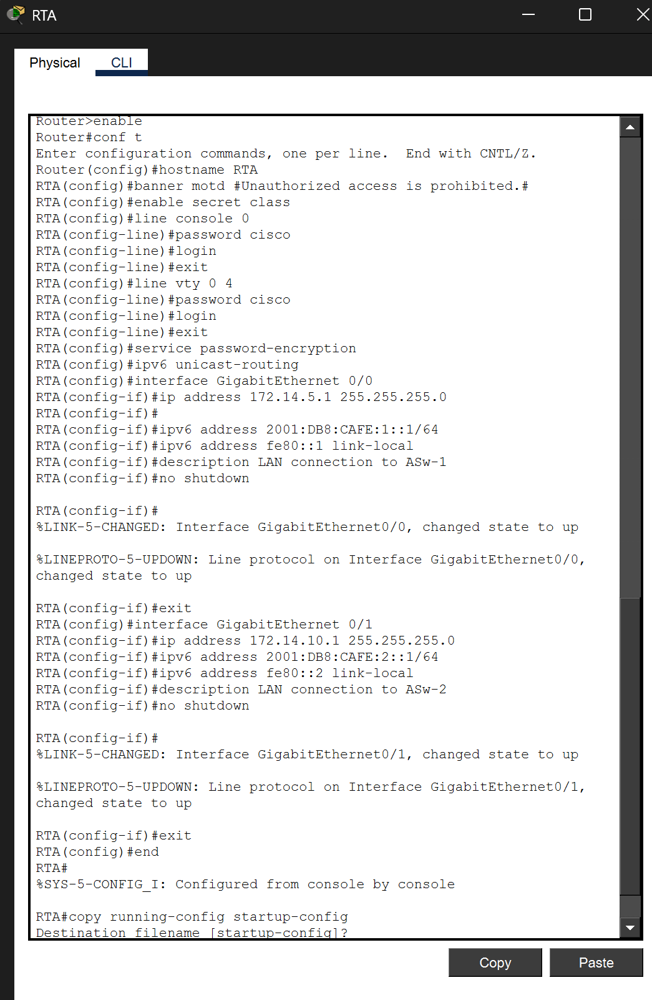 RTA
Physical
CLI
Router>enable
Router#conf t
Enter configuration commands, one per line.  End with CNTL/Z.
Router(config)#hostname RTA
RTA(config)#banner motd #Unauthorized access is prohibited.#
RTA(config)#enable secret class
RTA(config)#line console 0
RTA(config-line)#password cisco
RTA(config-line)#login
RTA(config-line)#exit
RTA(config)#line vty 0 4
RTA(config-line)#password cisco
RTA(config-line)#login
RTA(config-line)#exit
RTA(config)#service password-encryption
RTA(config)#ipv6 unicast-routing
RTA(config)#interface GigabitEthernet 0/0
RTA(config-if)#ip address 172.14.5.1 255.255.255.0
RTA(config-if)#
RTA(config-if)#ipv6 address 2001:DB8:CAFE:1::1/64
RTA(config-if)#ipv6 address fe80::1 link-local
RTA(config-if)#description LAN connection to ASw-1
RTA(config-if)#no shutdown
RTA(config-if)#
%LINK-5-CHANGED: Interface GigabitEthernet0/0, changed state to up
%LINEPROTO-5-UPDOWN: Line protocol on Interface GigabitEthernet0/0,
changed state to up
RTA(config-if)#exit
RTA(config)#interface GigabitEthernet 0/1
RTA(config-if)#ip address 172.14.10.1 255.255.255.0
RTA(config-if)#ipv6 address 2001:DB8:CAFE:2::1/64
RTA(config-if)#ipv6 address fe80::2 link-local
RTA(config-if)#description LAN connection to ASw-2
RTA(config-if)#no shutdown
RTA(config-if)#
%LINK-5-CHANGED: Interface GigabitEthernet0/1, changed state to up
%LINEPROTO-5-UPDOWN: Line protocol on Interface GigabitEthernet0/1,
changed state to up
RTA(config-if)#exit
RTA(config)#end
RTA#
%SYS-5-CONFIG_I: Configured from console by console
RTA#copy running-config startup-config
Destination filename [startup-config]?
Copy
Paste